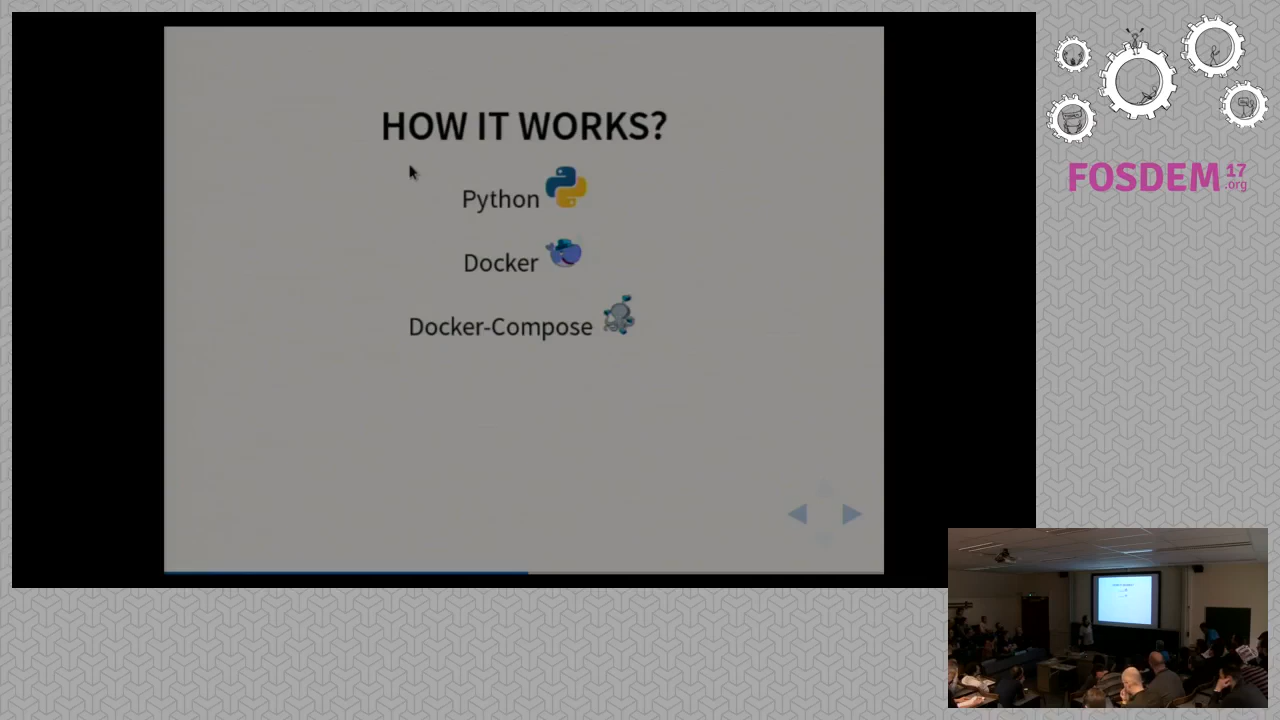 HOW IT WORKS?
Python
Docker
Docker-Compose
FOSDEM 17
.org